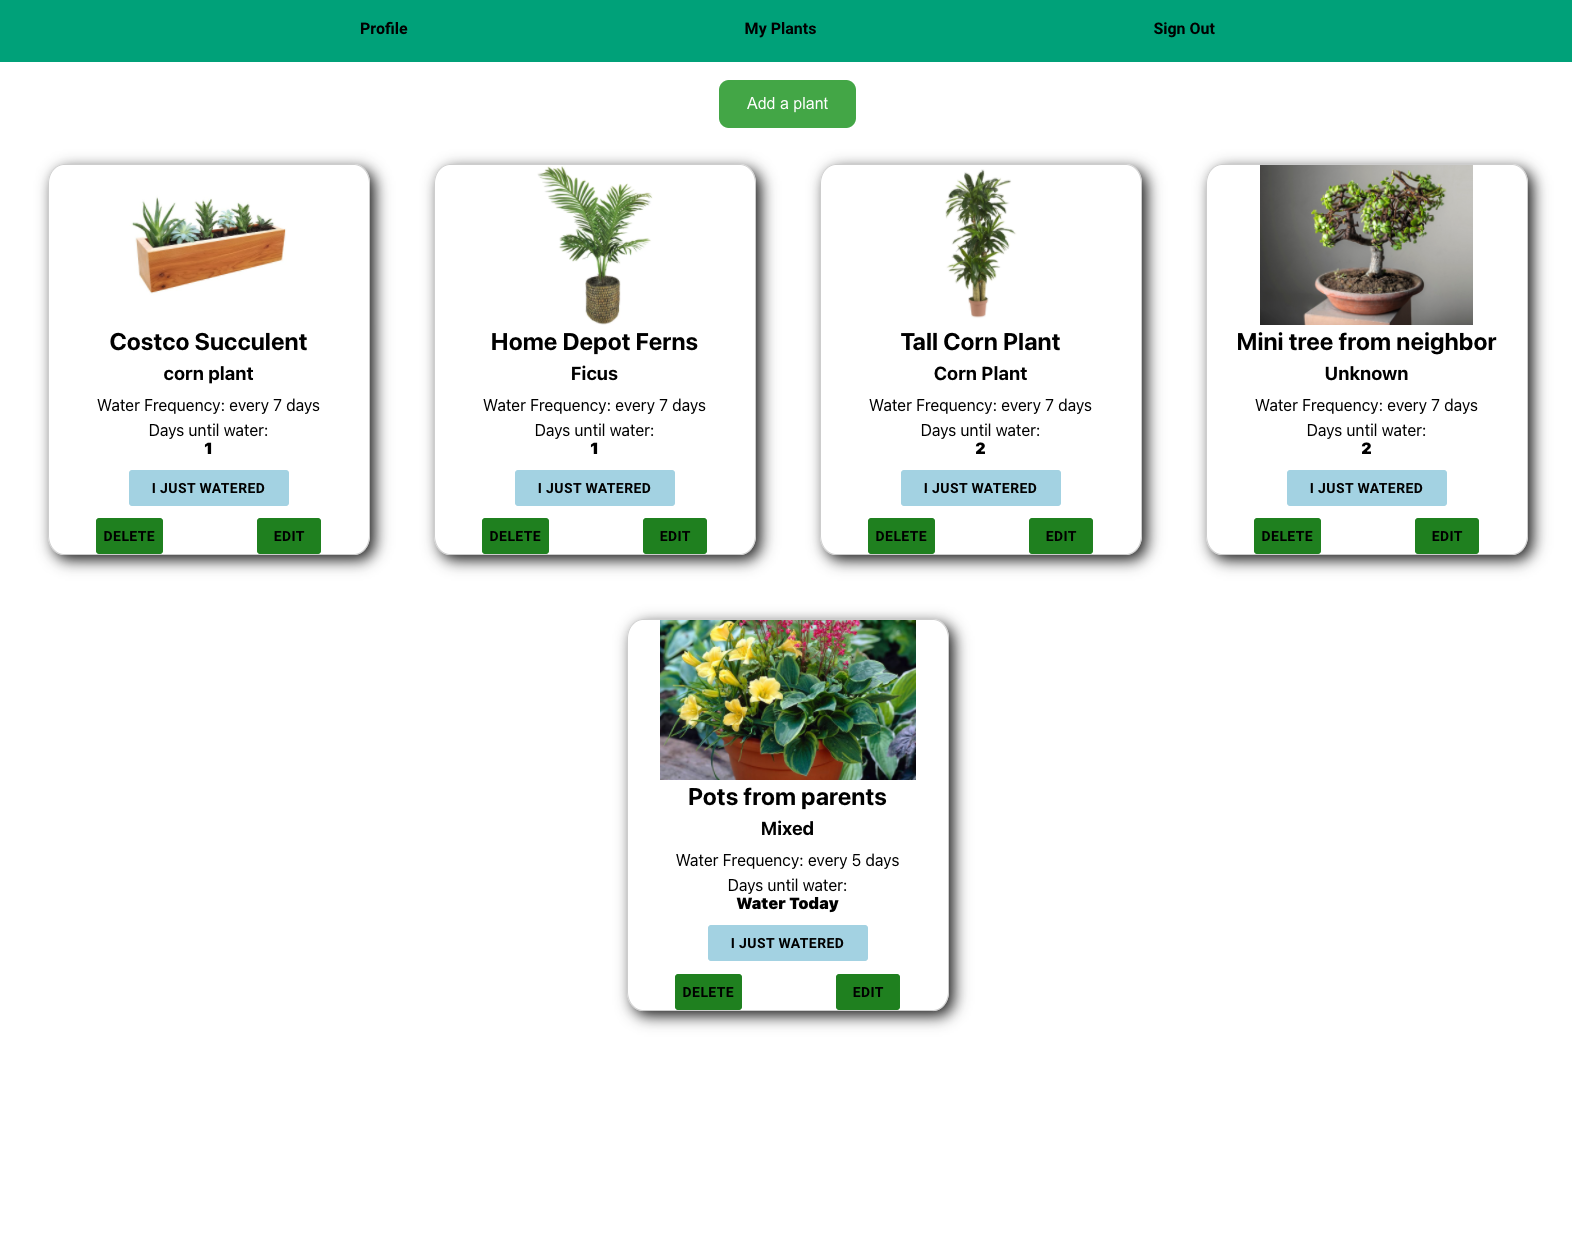 Profile My Plants Sign Out
Add a plant
Costco Succulent
corn plant
Water Frequency: every 7 days
Days until water:
1
I JUST WATERED
DELETE EDIT
Home Depot Ferns
Ficus
Water Frequency: every 7 days
Days until water:
1
I JUST WATERED
DELETE EDIT
Tall Corn Plant
Corn Plant
Water Frequency: every 7 days
Days until water:
2
I JUST WATERED
DELETE EDIT
Mini tree from neighbor
Unknown
Water Frequency: every 7 days
Days until water:
2
I JUST WATERED
DELETE EDIT
Pots from parents
Mixed
Water Frequency: every 5 days
Days until water:
Water Today
I JUST WATERED
DELETE EDIT